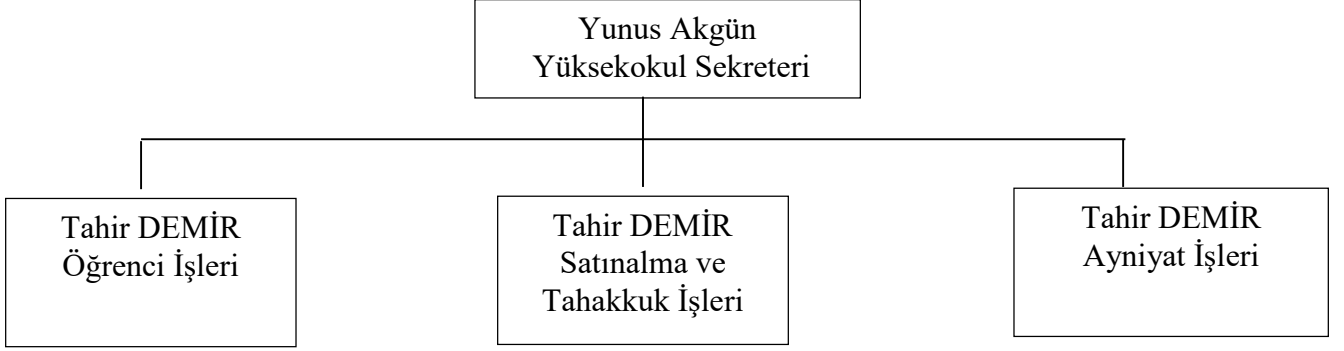 Yunus Akgün
Yüksekokul Sekreteri
Tahir DEMİR
Öğrenci İşleri
Tahir DEMİR
Satınalma ve
Tahakkuk İşleri
Tahir DEMİR
Ayniyat İşleri